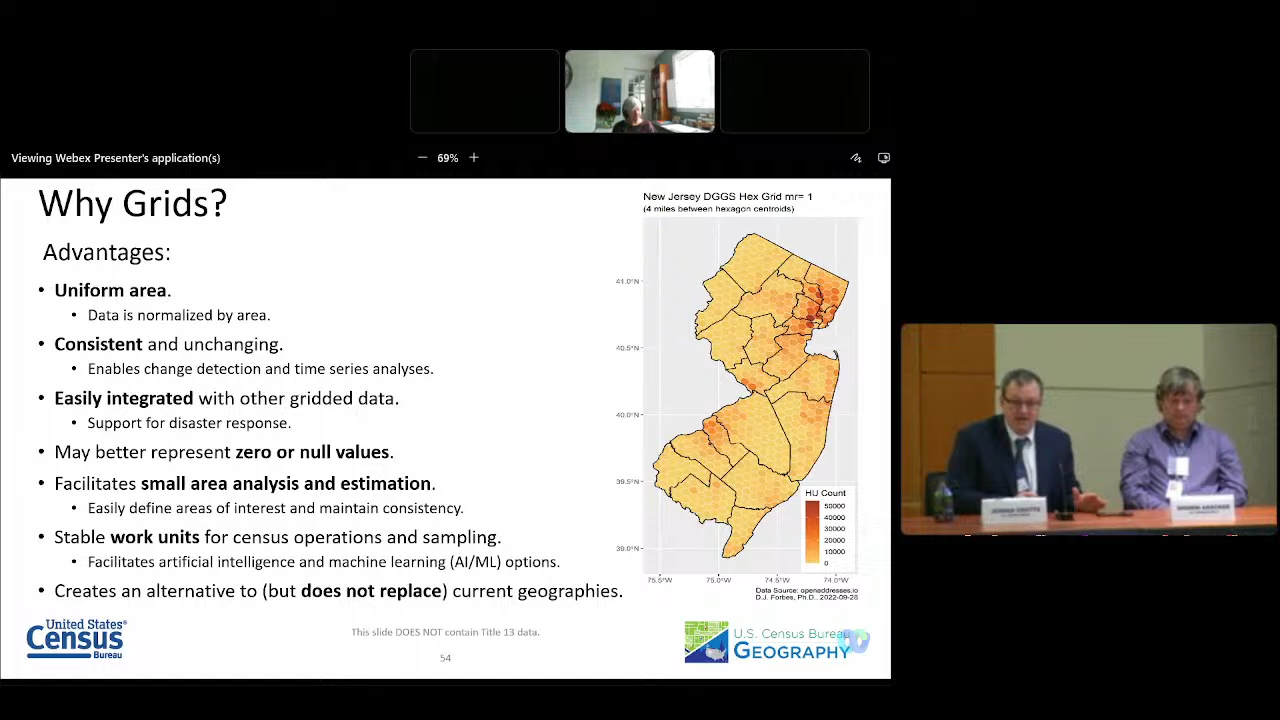 Viewing Webex Presenter's application(s)
69%
Why Grids?
Advantages:
• Uniform area.
• Data is normalized by area.
• Consistent and unchanging.
• Enables change detection and time series analyses.
• Easily integrated with other gridded data.
• Support for disaster response.
• May better represent zero or null values.
• Facilitates small area analysis and estimation.
• Easily define areas of interest and maintain consistency.
• Stable work units for census operations and sampling.
• Facilitates artificial intelligence and machine learning (AI/ML) options.
• Creates an alternative to (but does not replace) current geographies.
New Jersey DGGS Hex Grid mr= 1
(4 miles between hexagon centroids)
41.0°N
40.5°N
40.0°N
39.5°N
39.0°N
75.5°W
75.0°W
74.5°W
74.0°W
HU Count
50000
40000
30000
20000
10000
0
Data Source: openaddresses.io
D.J. Forbes, Ph.D., 2022-09-28
United States®
Census
Bureau
This slide DOES NOT contain Title 13 data.
54
U.S. Census Bureau
GEOGRAPHY